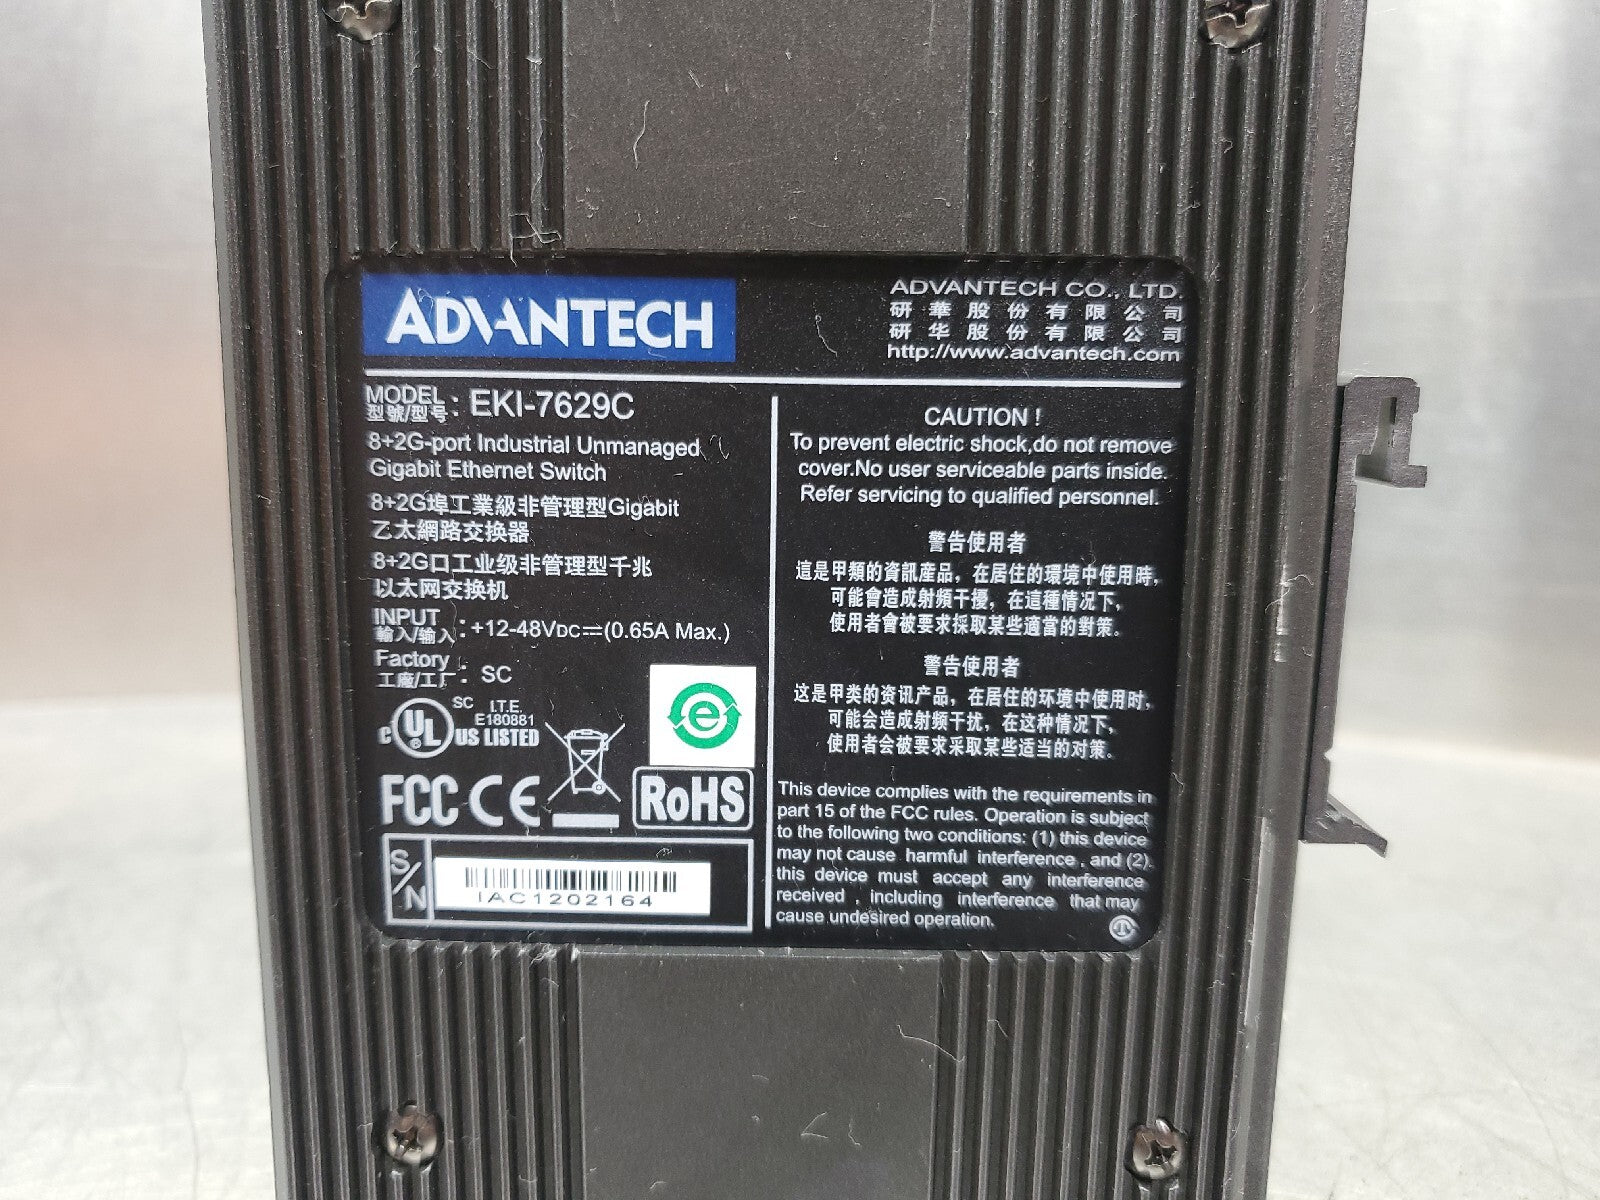 ADVANTECH
ADVANTECH CO., LTD.
研華股份有限公司
研华股份有限公司
http://www.advantech.com
MODEL
型號/型号 : EKI-7629C
8+2G-port Industrial Unmanaged
Gigabit Ethernet Switch
8+2G埠工業級非管理型Gigabit
乙太網路交換器
8+2G口工业级非管理型千兆
以太网交换机
INPUT
輸入/输入 : +12-48VDC⎓(0.65A Max.)
Factory
工廠/工厂 : SC
SC I.T.E.
E180881
c UL ® US LISTED
e
FCC CE RoHS
S/N
IAC1202164
CAUTION !
To prevent electric shock,do not remove
cover.No user serviceable parts inside.
Refer servicing to qualified personnel.
警告使用者
這是甲類的資訊產品，在居住的環境中使用時，
可能會造成射頻干擾，在這種情況下，
使用者會被要求採取某些適當的對策。
警告使用者
这是甲类的资讯产品，在居住的环境中使用时，
可能会造成射频干扰，在这种情况下，
使用者会被要求采取某些适当的对策。
This device complies with the requirements in
part 15 of the FCC rules. Operation is subject
to the following two conditions: (1) this device
may not cause harmful interference , and (2).
this device must accept any interference
received , including interference that may
cause undesired operation.